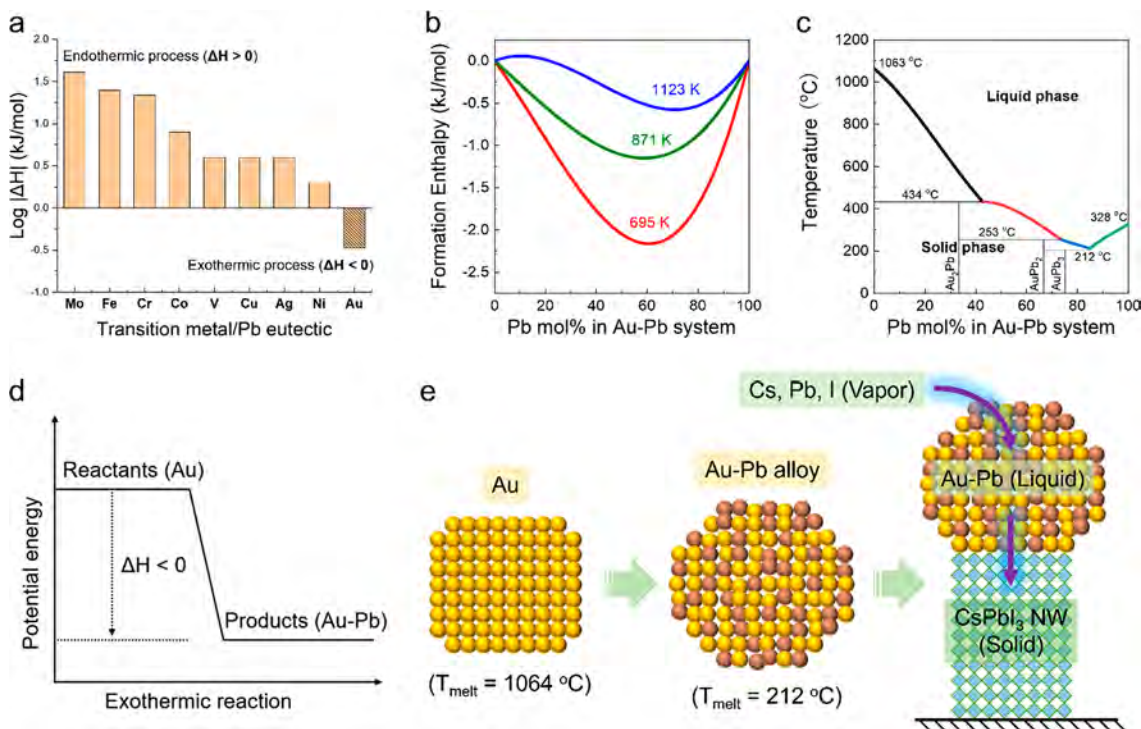 a
Log |ΔH| (kJ/mol)
2.0
1.5
1.0
0.5
0.0
-0.5
-1.0
Endothermic process (ΔH > 0)
Exothermic process (ΔH < 0)
Mo Fe Cr Co V Cu Ag Ni Au
Transition metal/Pb eutectic
b
Formation Enthalpy (kJ/mol)
0.0
-0.5
-1.0
-1.5
-2.0
-2.5
1123 K
871 K
695 K
0 20 40 60 80 100
Pb mol% in Au-Pb system
c
Temperature (°C)
1200
1000
800
600
400
200
0
1063 °C
Liquid phase
434 °C
328 °C
253 °C
Solid phase
212 °C
Au2Pb
AuPb2
AuPb3
0 20 40 60 80 100
Pb mol% in Au-Pb system
d
Potential energy
Reactants (Au)
ΔH < 0
Products (Au-Pb)
Exothermic reaction
e
Au
(Tmelt = 1064 °C)
Au-Pb alloy
(Tmelt = 212 °C)
Cs, Pb, I (Vapor)
Au-Pb (Liquid)
CsPbI3 NW
(Solid)